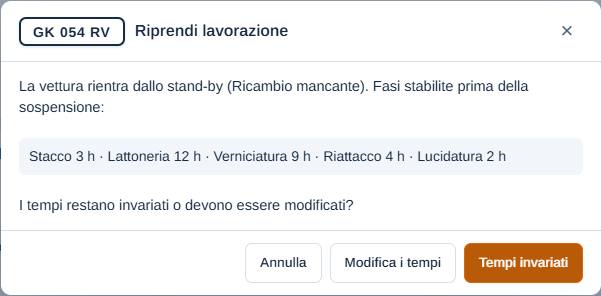 GK 054 RV Riprendi lavorazione ×
La vettura rientra dallo stand-by (Ricambio mancante). Fasi stabilite prima della
sospensione:
Stacco 3 h · Lattoneria 12 h · Verniciatura 9 h · Riattacco 4 h · Lucidatura 2 h
I tempi restano invariati o devono essere modificati?
Annulla Modifica i tempi Tempi invariati